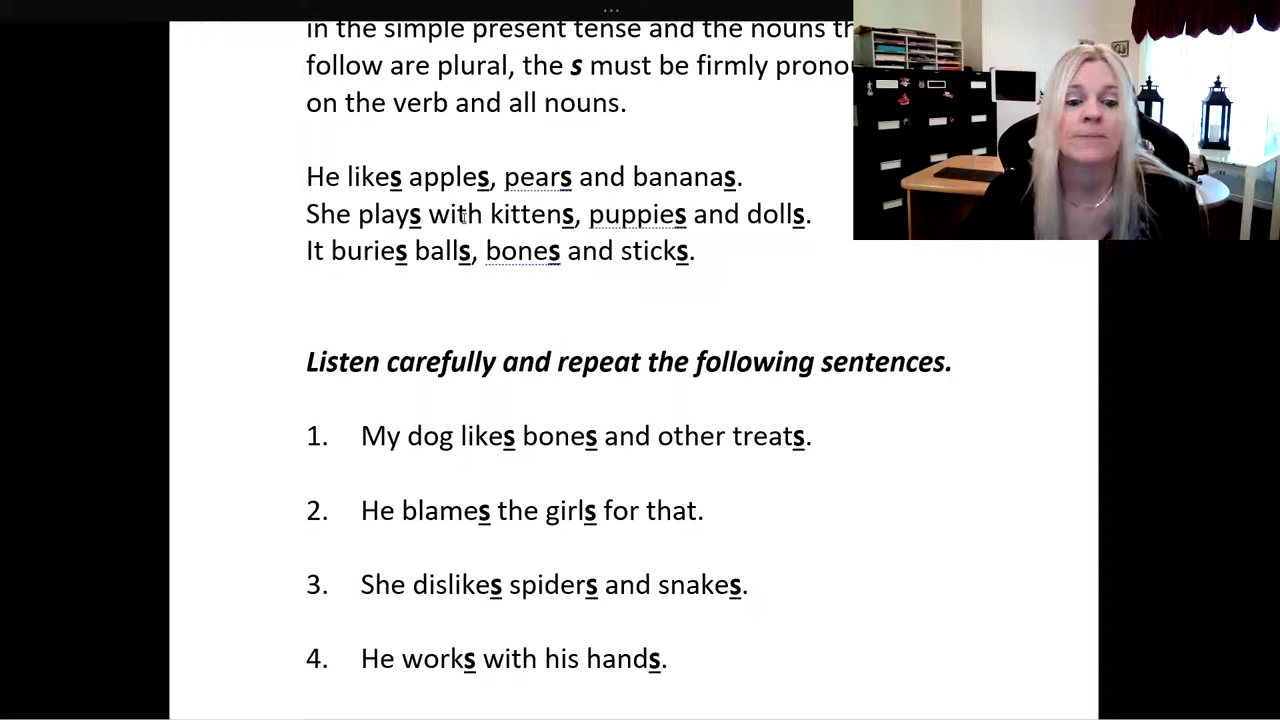 in the simple present tense and the nouns
follow are plural, the s must be firmly
on the verb and all nouns.
He likes apples, pears and bananas.
She plays with kittens, puppies and dolls.
It buries balls, bones and sticks.
Listen carefully and repeat the following sentences.
1. My dog likes bones and other treats.
2. He blames the girls for that.
3. She dislikes spiders and snakes.
4. He works with his hands.